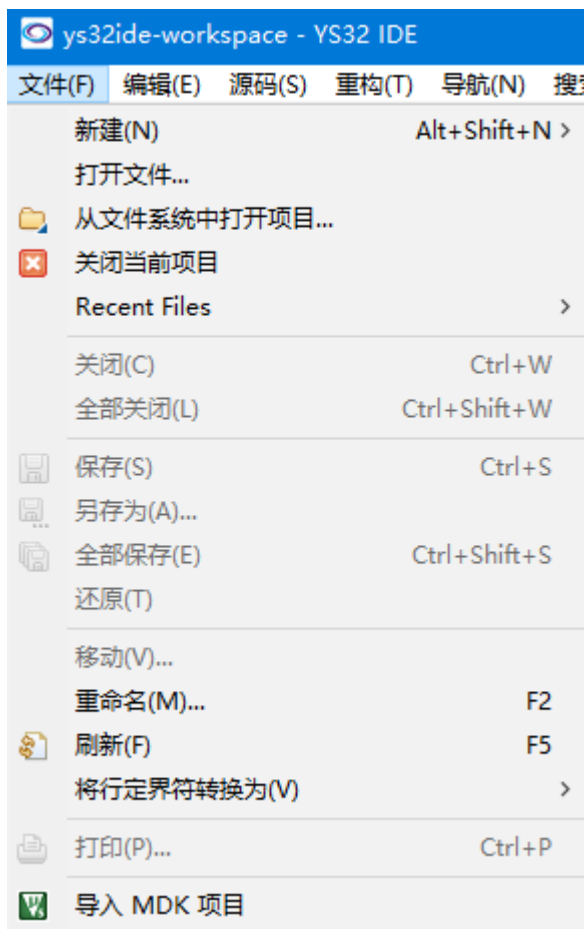 ys32ide-workspace - YS32 IDE
文件(F) 编辑(E) 源码(S) 重构(T) 导航(N)
新建(N) Alt+Shift+N >
打开文件...
从文件系统中打开项目...
关闭当前项目
Recent Files >
关闭(C) Ctrl+W
全部关闭(L) Ctrl+Shift+W
保存(S) Ctrl+S
另存为(A)...
全部保存(E) Ctrl+Shift+S
还原(T)
移动(V)...
重命名(M)... F2
刷新(F) F5
将行定界符转换为(V) >
打印(P)... Ctrl+P
导入 MDK 项目